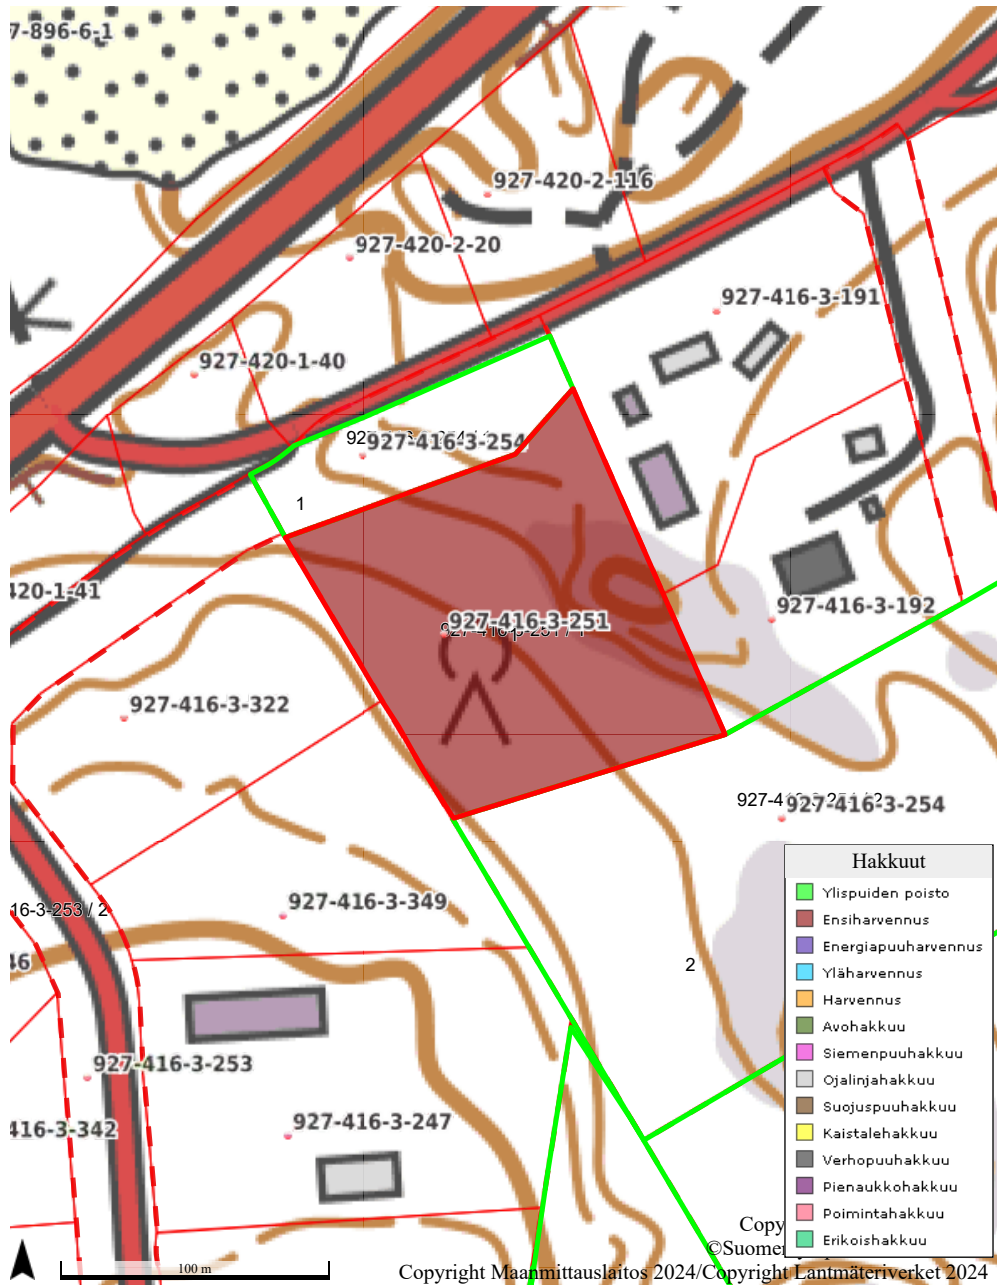 7-896-6-1
927-420-2-116
927-420-2-20
927-416-3-191
927-420-1-40
927-416-3-254
1
420-1-41
927-416-3-251
927-416-3-192
927-416-3-322
927-416-3-254
927-416-3-349
16-3-253 / 2
46
2
927-416-3-253
927-416-3-247
416-3-342
Hakkuut
Ylispuiden poisto
Ensiharvennus
Energiapuuharvennus
Yläharvennus
Harvennus
Avohakkuu
Siemenpuuhakkuu
Ojalinjahakkuu
Suojuspuuhakkuu
Kaistalehakkuu
Verhopuuhakkuu
Pienaukkohakkuu
Poimintahakkuu
Erikoishakkuu
100 m
Copy
©Suomen
Copyright Maanmittauslaitos 2024/Copyright Lantmäteriverket 2024